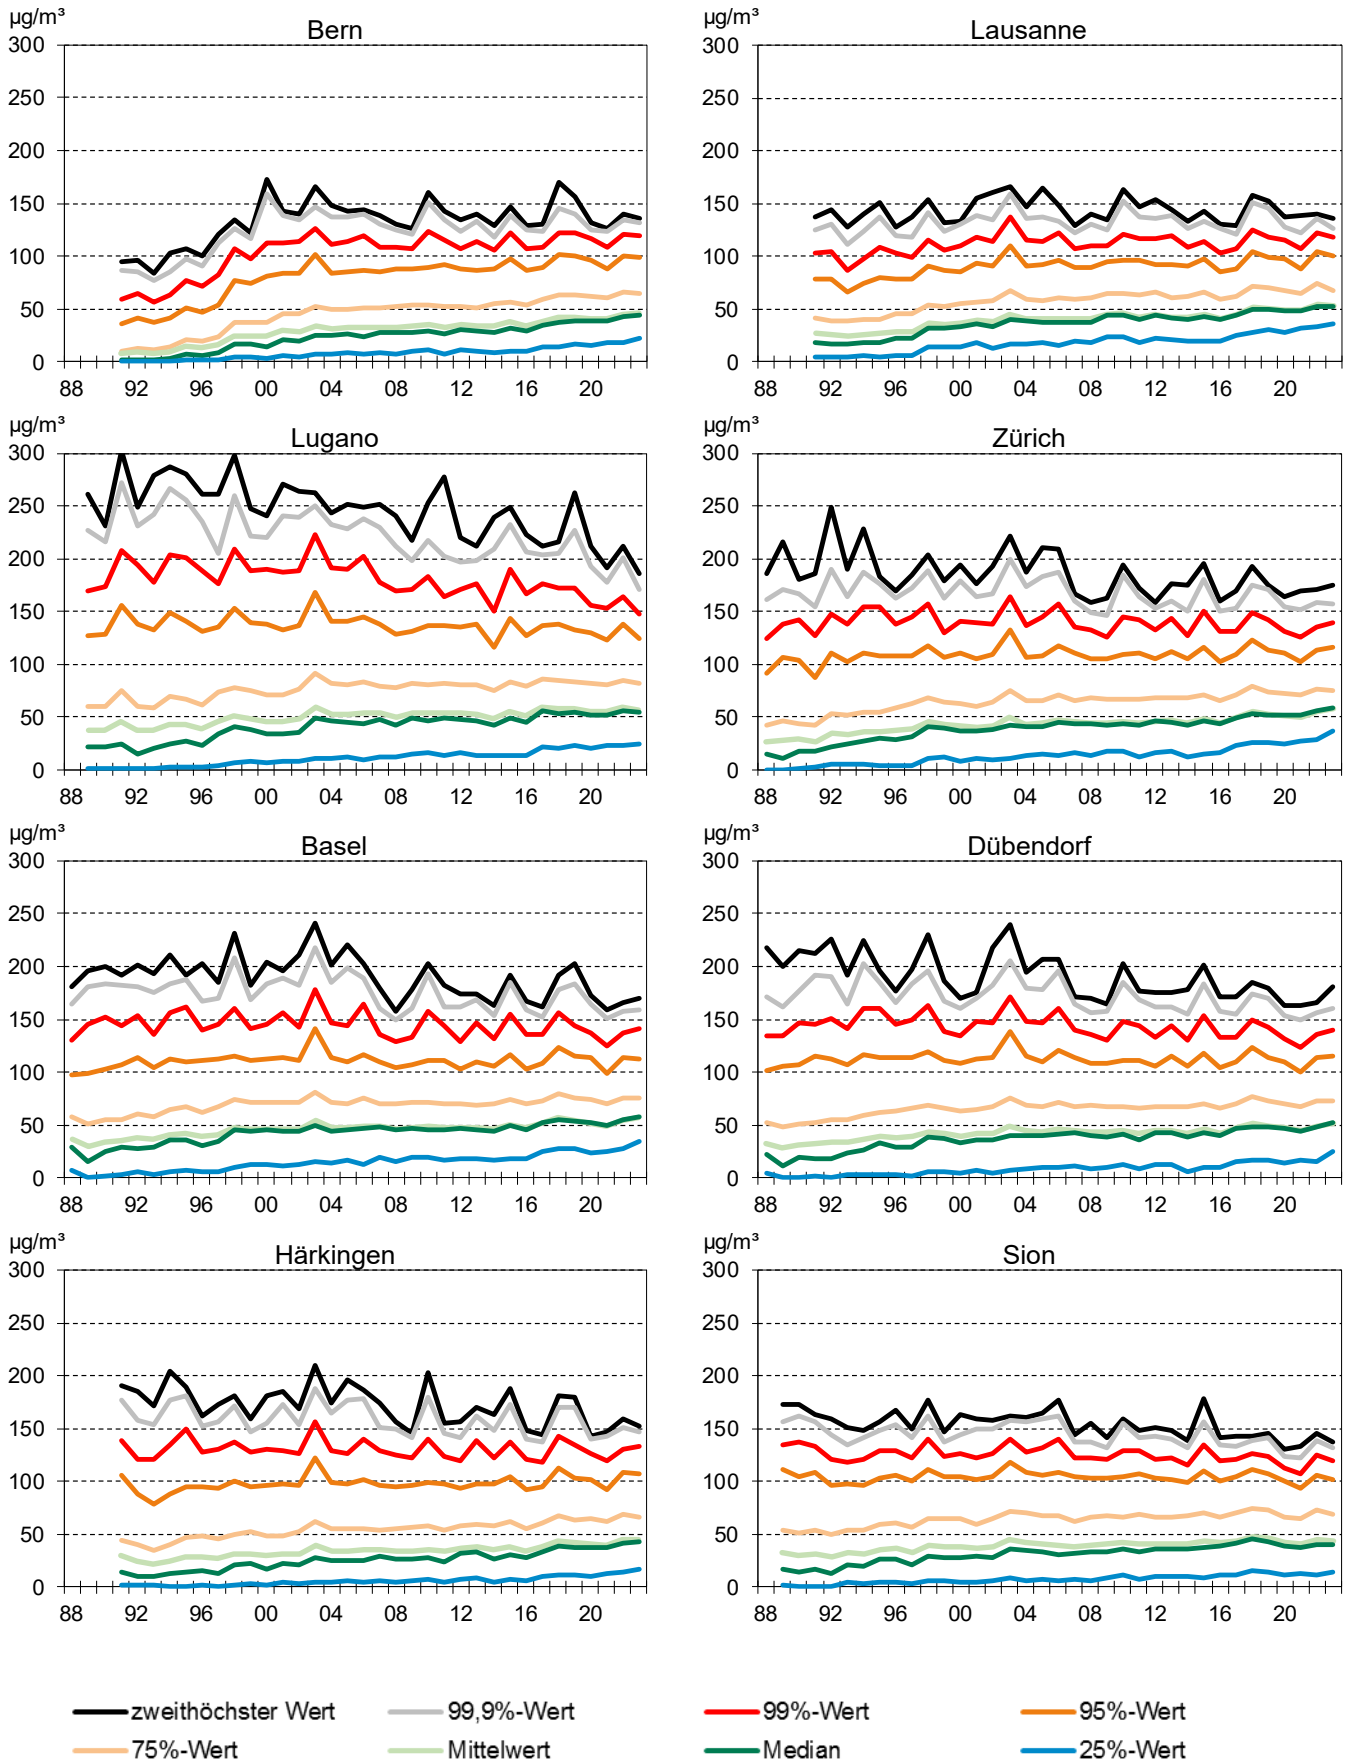 µg/m³ µg/m³
Bern Lausanne
300 300
250 250
200 200
150 150
100 100
50 50
0 0
88 92 96 00 04 08 12 16 20 88 92 96 00 04 08 12 16 20
µg/m³ µg/m³
Lugano Zürich
300 300
250 250
200 200
150 150
100 100
50 50
0 0
88 92 96 00 04 08 12 16 20 88 92 96 00 04 08 12 16 20
µg/m³ µg/m³
Basel Dübendorf
300 300
250 250
200 200
150 150
100 100
50 50
0 0
88 92 96 00 04 08 12 16 20 88 92 96 00 04 08 12 16 20
µg/m³ µg/m³
Härkingen Sion
300 300
250 250
200 200
150 150
100 100
50 50
0 0
88 92 96 00 04 08 12 16 20 88 92 96 00 04 08 12 16 20
zweithöchster Wert 99,9%-Wert 99%-Wert 95%-Wert
75%-Wert Mittelwert Median 25%-Wert